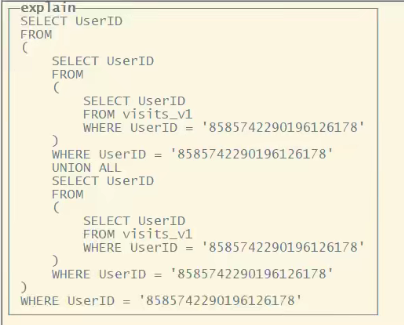 explain
SELECT UserID
FROM
(
    SELECT UserID
    FROM
    (
        SELECT UserID
        FROM visits_v1
        WHERE UserID = '8585742290196126178'
    )
    WHERE UserID = '8585742290196126178'
    UNION ALL
    SELECT UserID
    FROM
    (
        SELECT UserID
        FROM visits_v1
        WHERE UserID = '8585742290196126178'
    )
    WHERE UserID = '8585742290196126178'
)
WHERE UserID = '8585742290196126178'